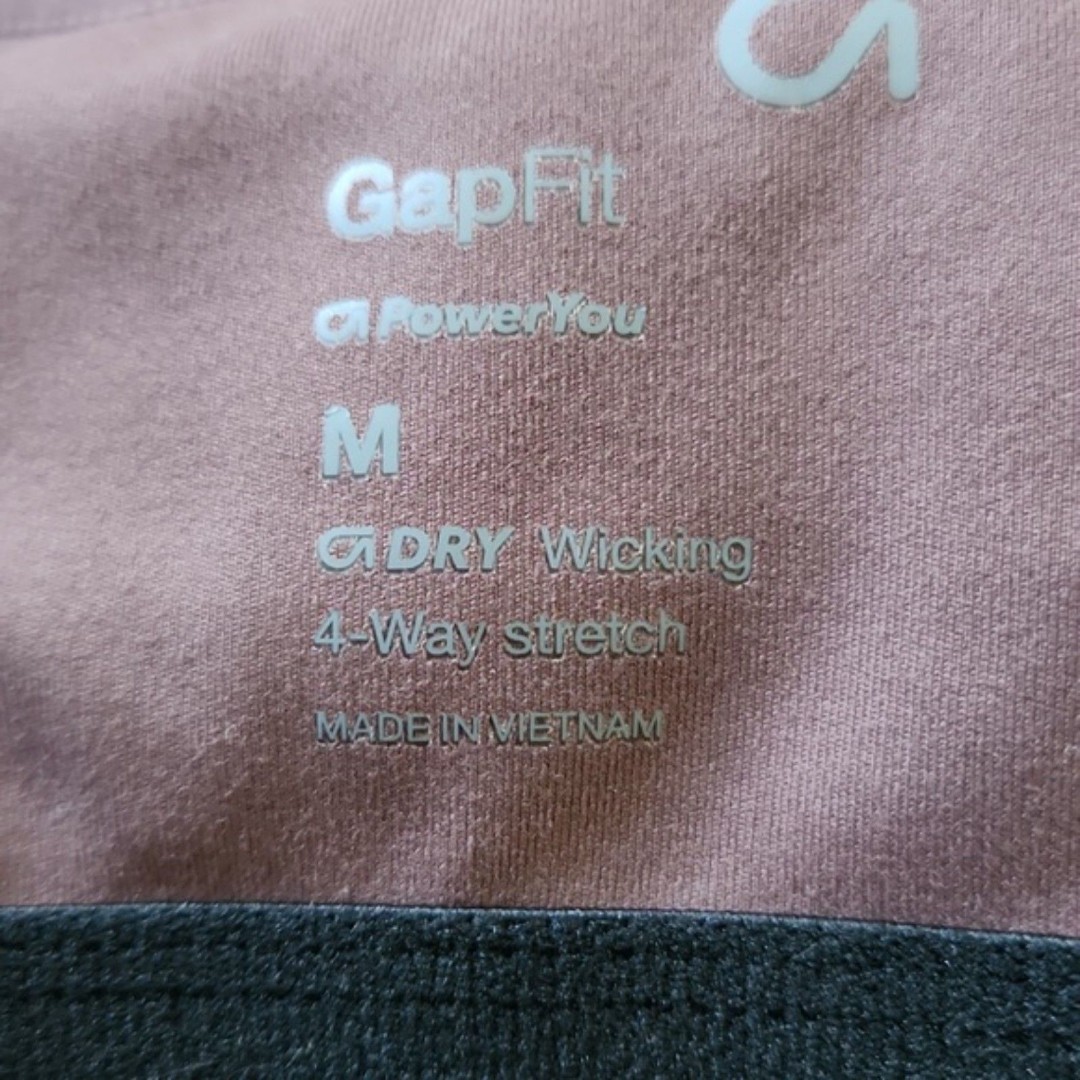 GapFit
PowerYou
M
DRY Wicking
4-Way stretch
MADE IN VIETNAM